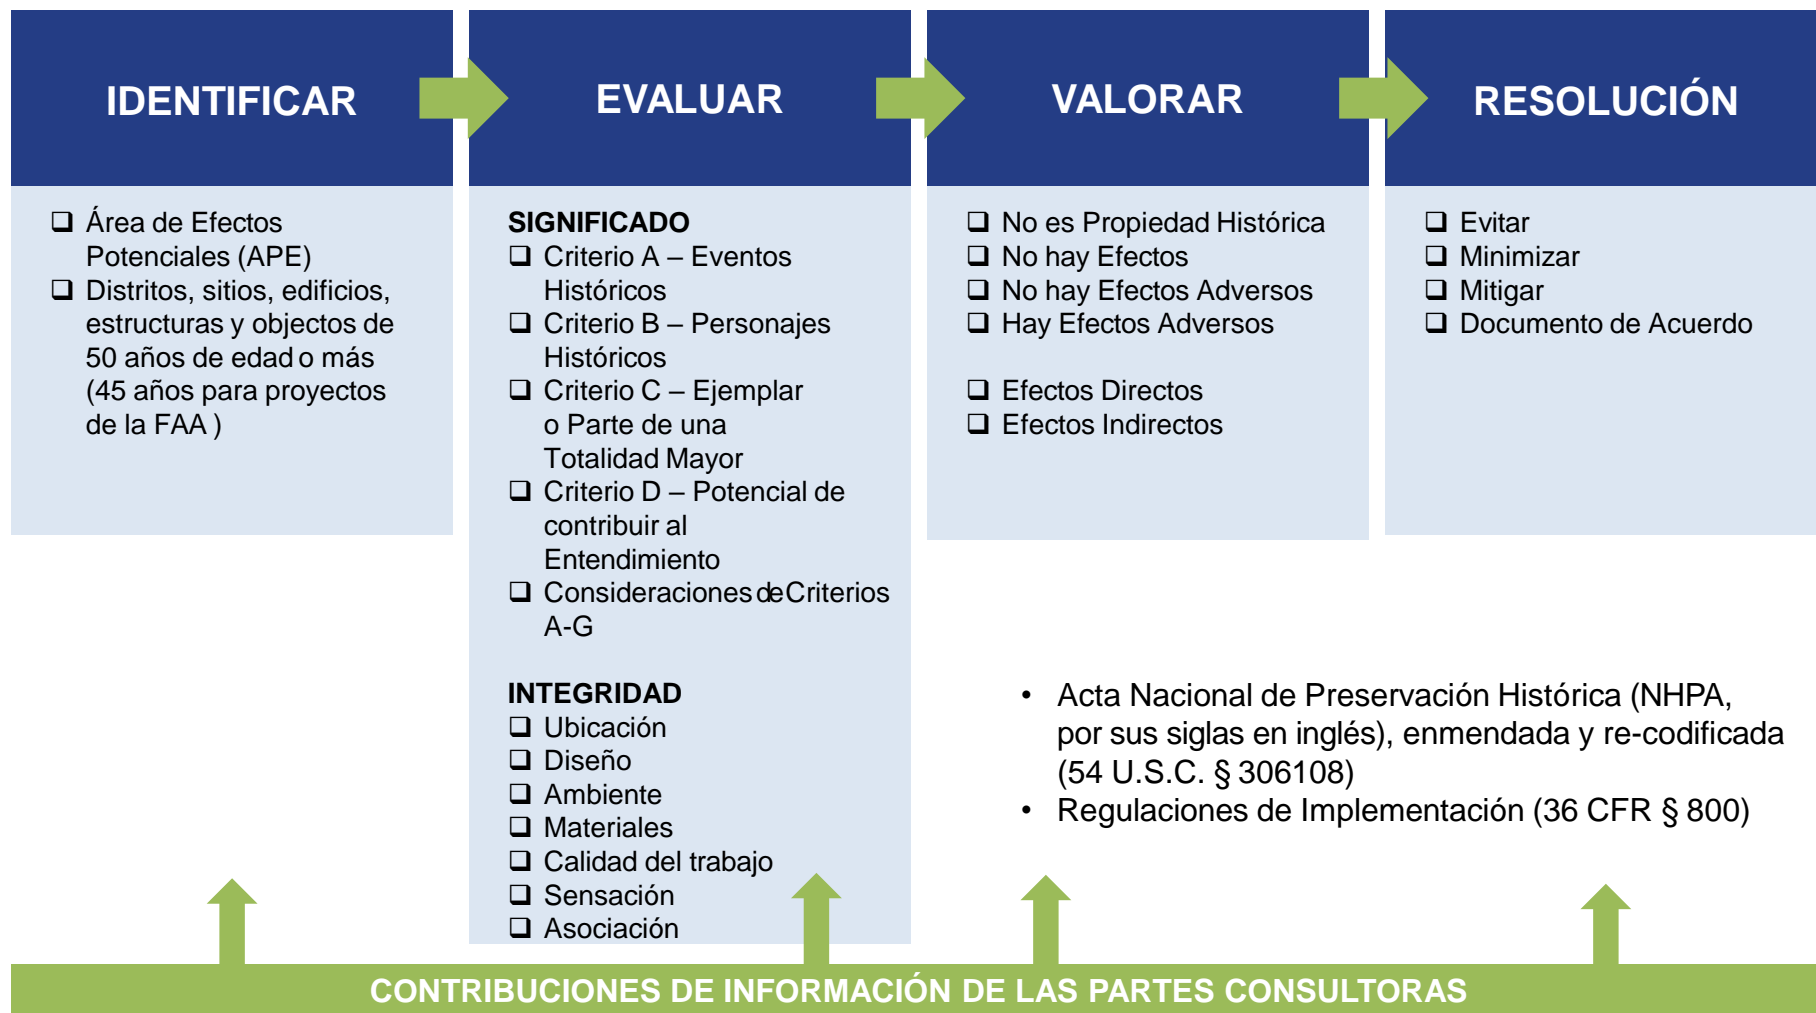 IDENTIFICAR
Área de Efectos
Potenciales (APE)
Distritos, sitios, edificios,
estructuras y objectos de
50 años de edad o más
(45 años para proyectos
de la FAA )
EVALUAR
SIGNIFICADO
Criterio A – Eventos
Históricos
Criterio B – Personajes
Históricos
Criterio C – Ejemplar
o Parte de una
Totalidad Mayor
Criterio D – Potencial de
contribuir al
Entendimiento
Consideraciones de Criterios
A-G
INTEGRIDAD
Ubicación
Diseño
Ambiente
Materiales
Calidad del trabajo
Sensación
Asociación
VALORAR
No es Propiedad Histórica
No hay Efectos
No hay Efectos Adversos
Hay Efectos Adversos
Efectos Directos
Efectos Indirectos
RESOLUCIÓN
Evitar
Minimizar
Mitigar
Documento de Acuerdo
• Acta Nacional de Preservación Histórica (NHPA,
por sus siglas en inglés), enmendada y re-codificada
(54 U.S.C. § 306108)
• Regulaciones de Implementación (36 CFR § 800)
CONTRIBUCIONES DE INFORMACIÓN DE LAS PARTES CONSULTORAS